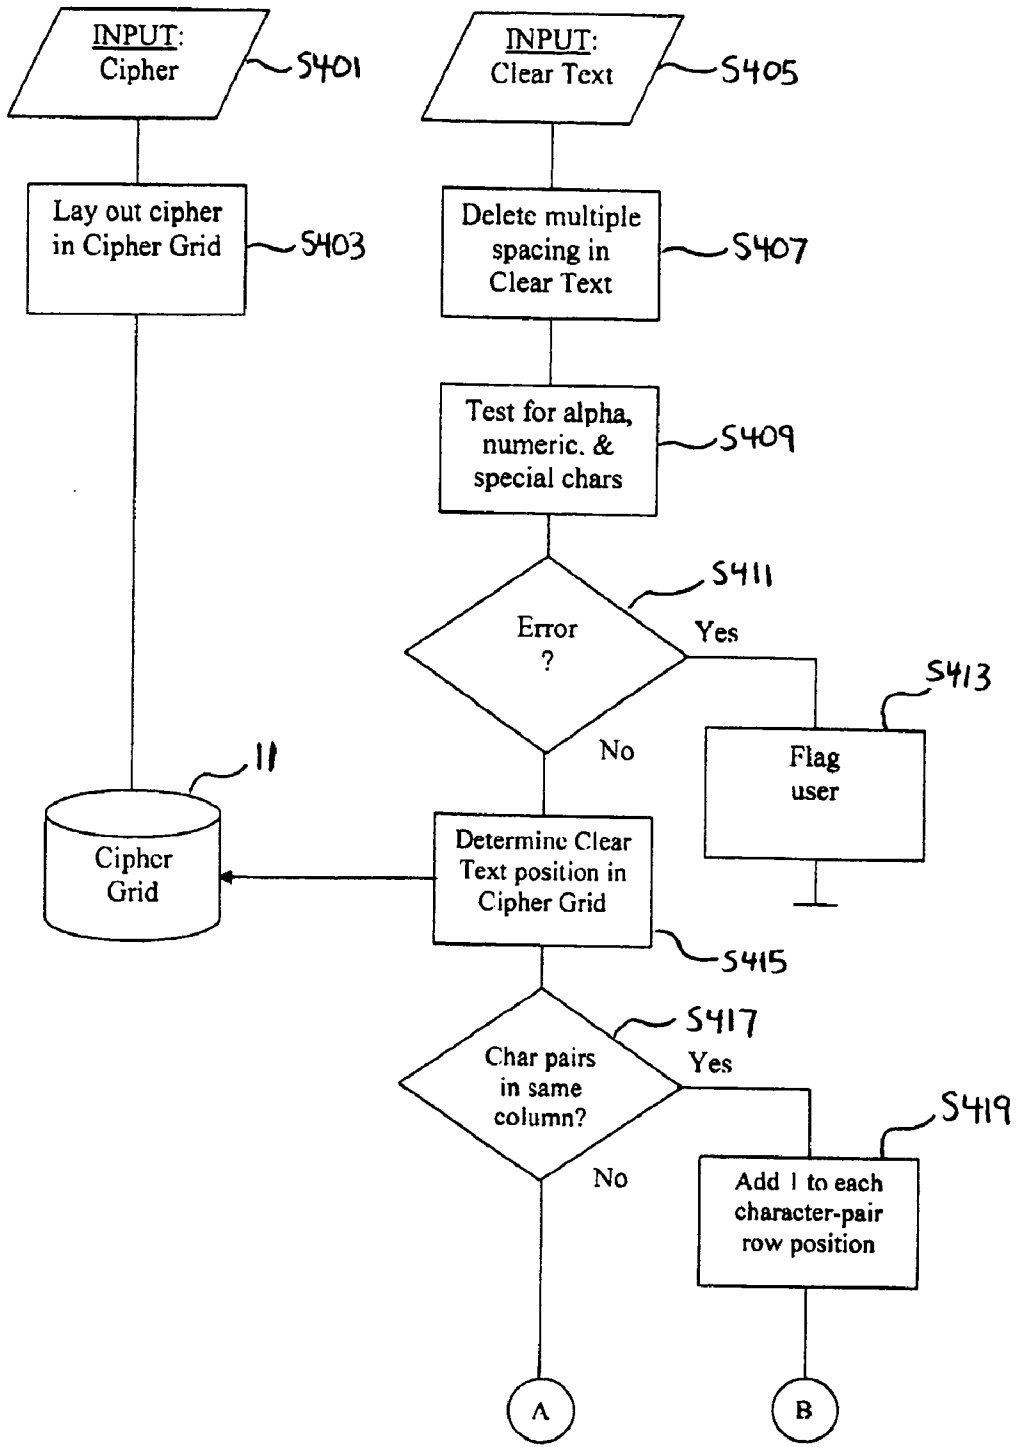 INPUT:
Cipher
S401
Lay out cipher
in Cipher Grid
S403
INPUT:
Clear Text
S405
Delete multiple
spacing in
Clear Text
S407
Test for alpha,
numeric. &
special chars
S409
Error
?
S411
Yes
No
S413
Flag
user
11
Cipher
Grid
Determine Clear
Text position in
Cipher Grid
S415
Char pairs
in same
column?
S417
Yes
No
S419
Add 1 to each
character-pair
row position
A
B